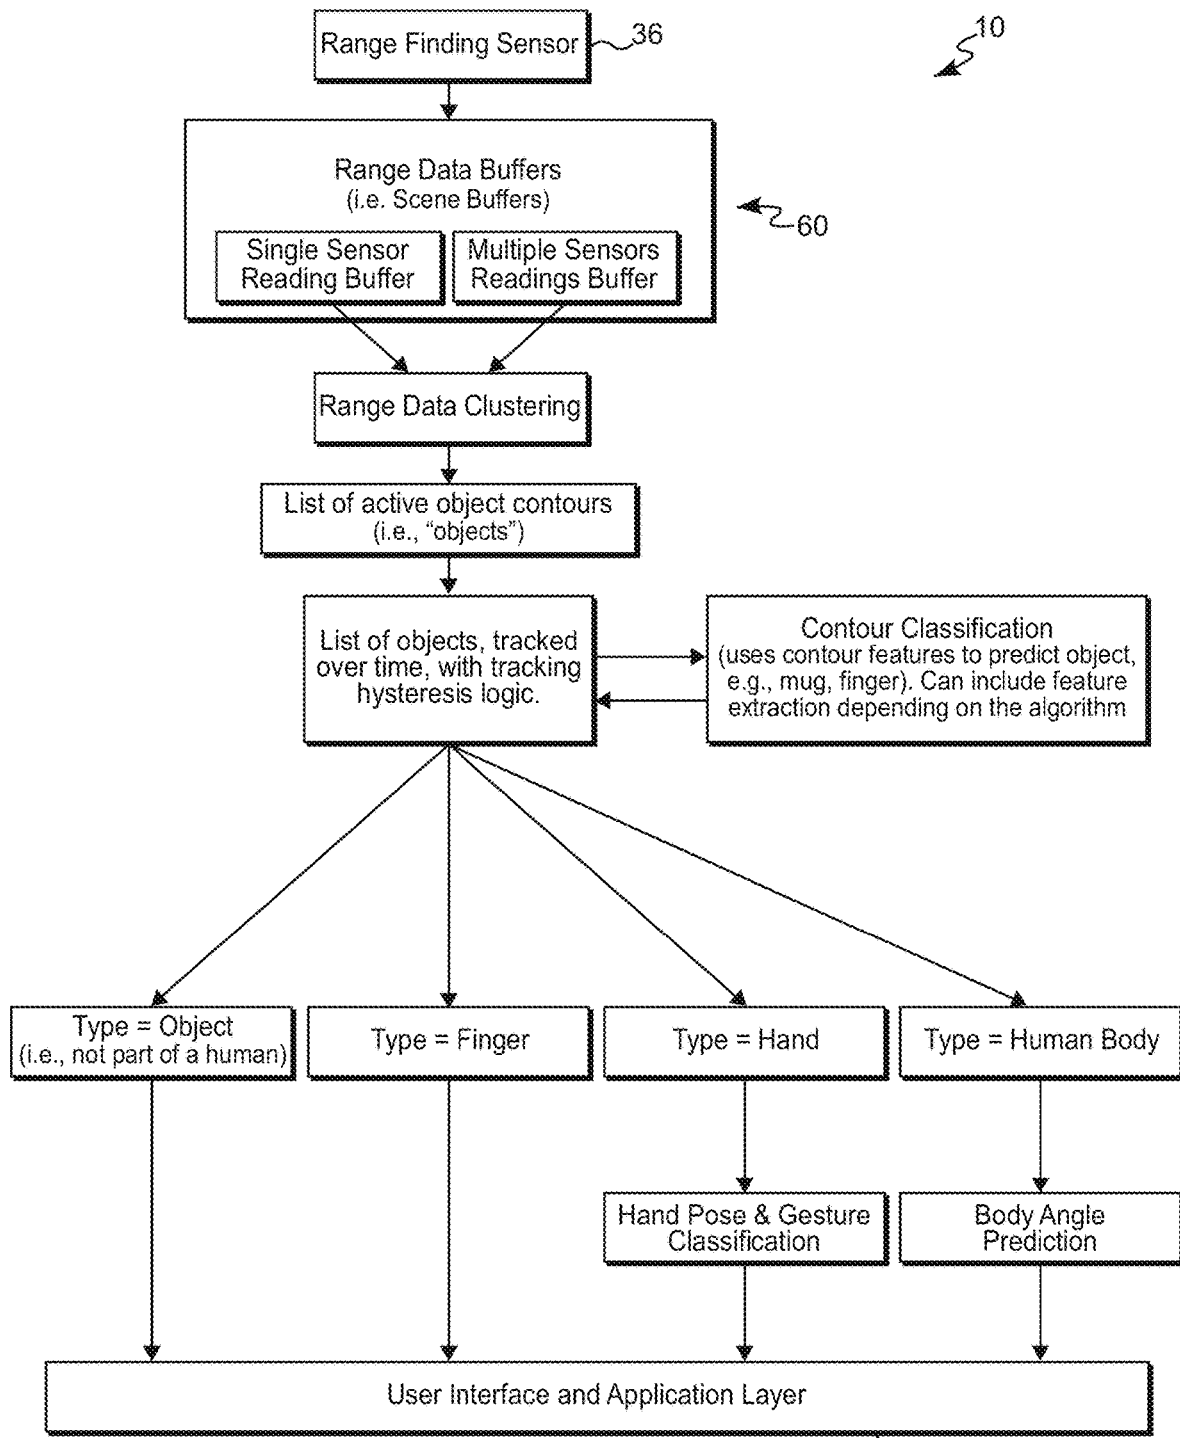 Range Finding Sensor
36
10
Range Data Buffers
(i.e. Scene Buffers)
60
Single Sensor
Reading Buffer
Multiple Sensors
Readings Buffer
Range Data Clustering
List of active object contours
(i.e., “objects”)
List of objects, tracked
over time, with tracking
hysteresis logic.
Contour Classification
(uses contour features to predict object,
e.g., mug, finger). Can include feature
extraction depending on the algorithm
Type = Object
(i.e., not part of a human)
Type = Finger
Type = Hand
Type = Human Body
Hand Pose & Gesture
Classification
Body Angle
Prediction
User Interface and Application Layer